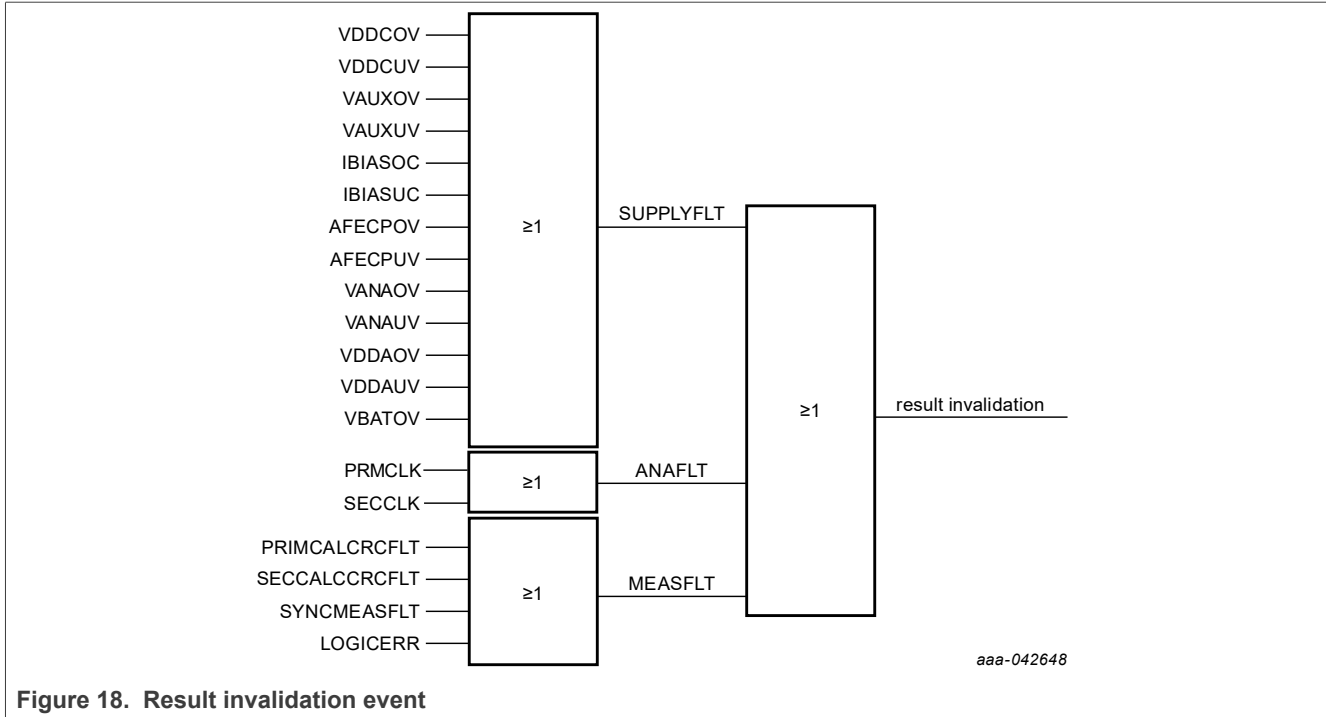 VDDCOV
VDDCUV
VAUXOV
VAUXUV
IBIASOC
IBIASUC
AFECPOV
AFECPUV
VANAOV
VANAUV
VDDAOV
VDDAUV
VBATOV
≥1
SUPPLYFLT
PRMCLK
SECCLK
≥1
ANAFLT
PRIMCALCRCFLT
SECCALCCRCFLT
SYNCMEASFLT
LOGICERR
≥1
MEASFLT
≥1
result invalidation
aaa-042648
Figure 18. Result invalidation event